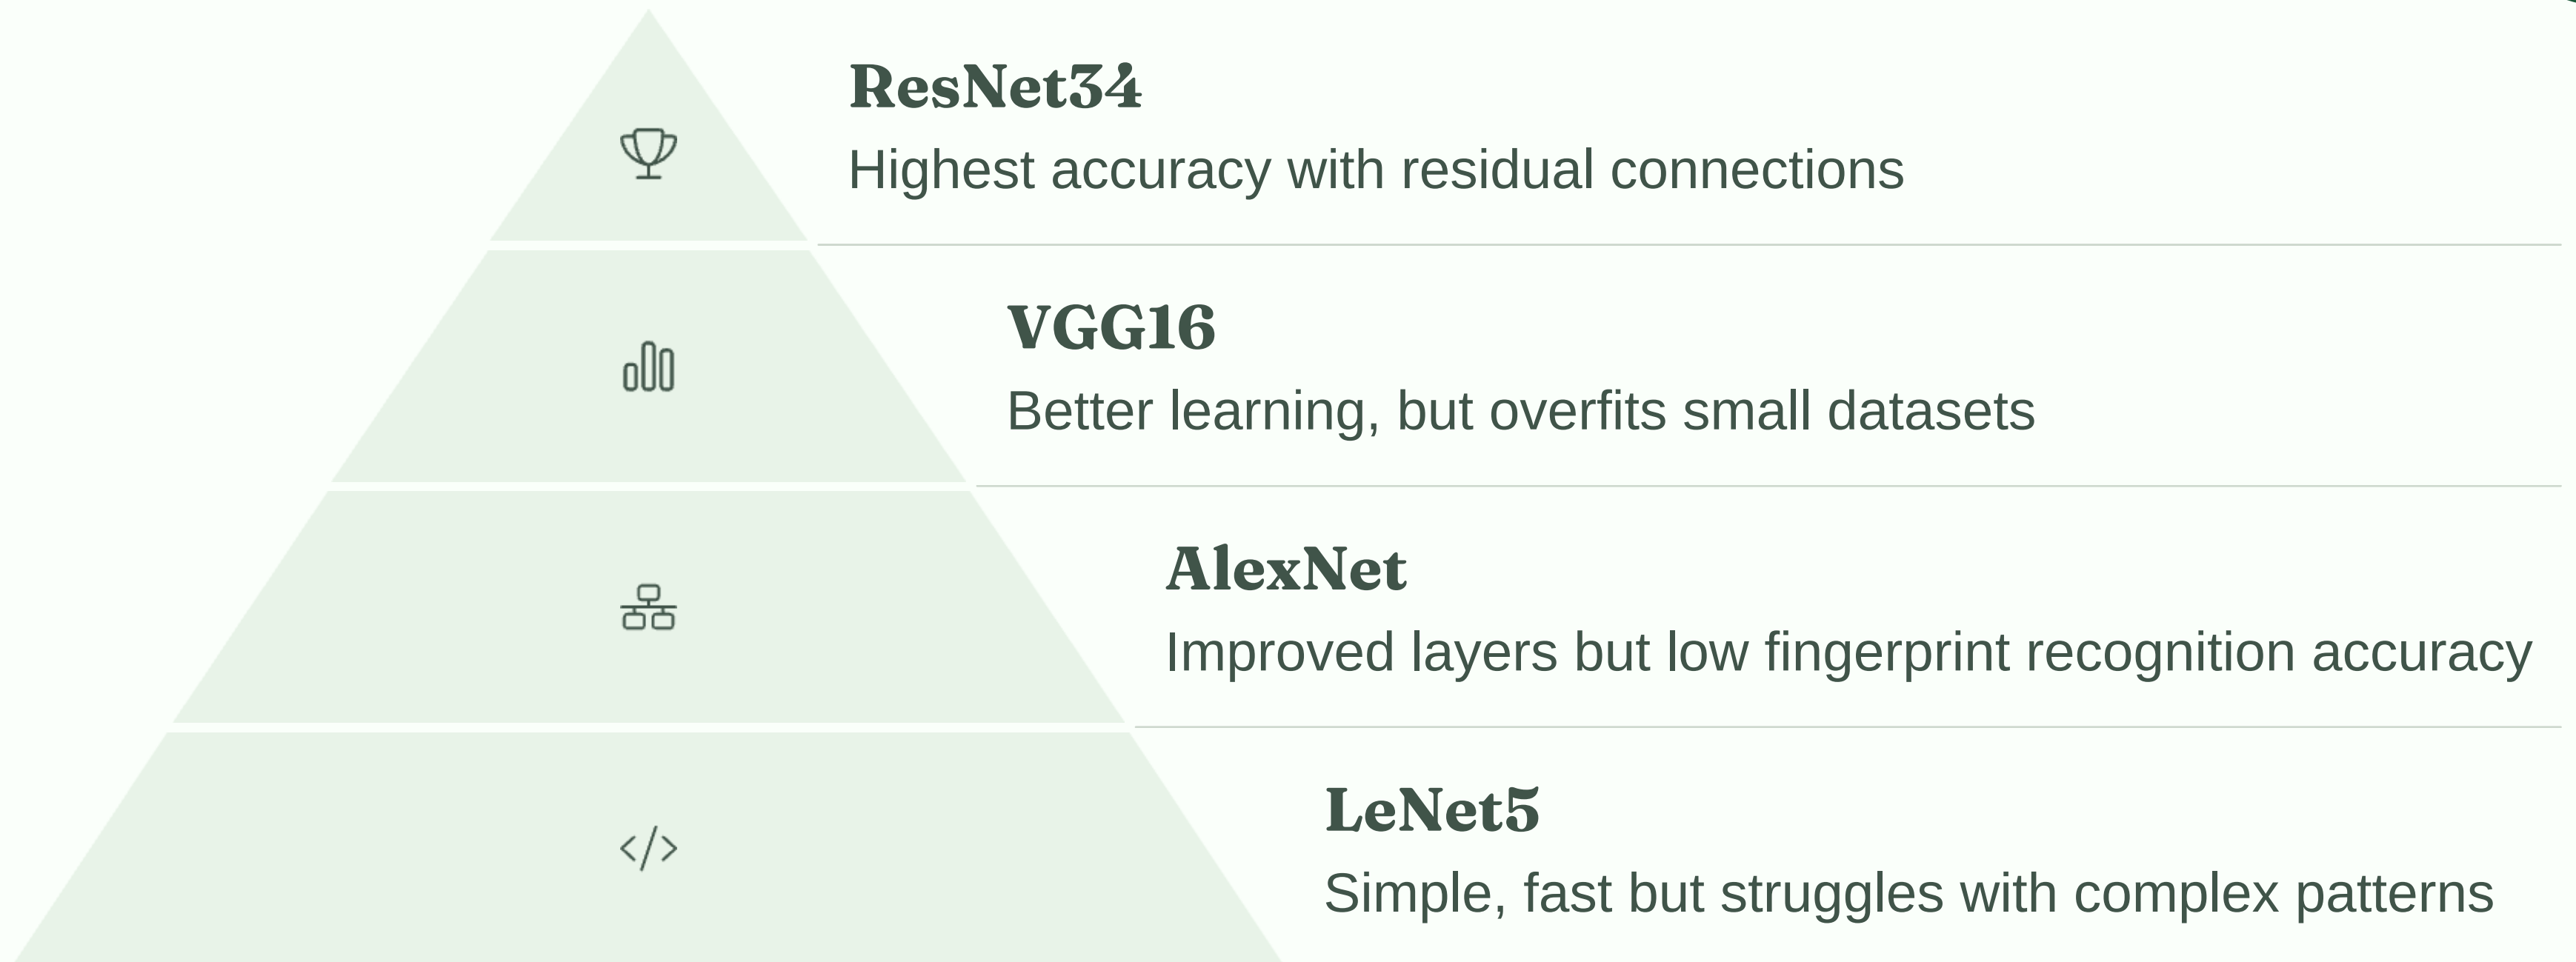 ResNet34
Highest accuracy with residual connections
VGG16
Better learning, but overfits small datasets
AlexNet
Improved layers but low fingerprint recognition accuracy
LeNet5
Simple, fast but struggles with complex patterns